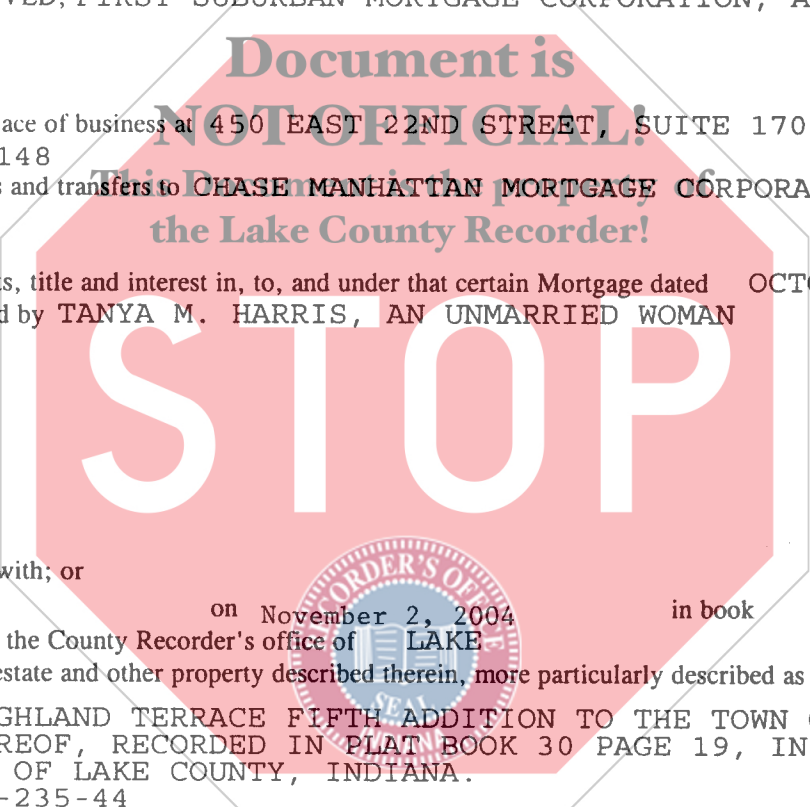 VED, FIRST SUBURBAN MORTGAGE CORPORATION, A
Document is
NOT OFFICIAL!
ace of business at 450 EAST 22ND STREET, SUITE 170
148
This Document is the property of
s and transfers to CHASE MANHATTAN MORTGAGE CORPORA
the Lake County Recorder!
s, title and interest in, to, and under that certain Mortgage dated OCTO
d by TANYA M. HARRIS, AN UNMARRIED WOMAN
STOP
with; or
RECORDER'S OFFICE
on November 2, 2004 in book
the County Recorder's office of LAKE
estate and other property described therein, more particularly described as
SEAL
INDIANA
GHLAND TERRACE FIFTH ADDITION TO THE TOWN
REOF, RECORDED IN PLAT BOOK 30 PAGE 19, IN
OF LAKE COUNTY, INDIANA.
-235-44